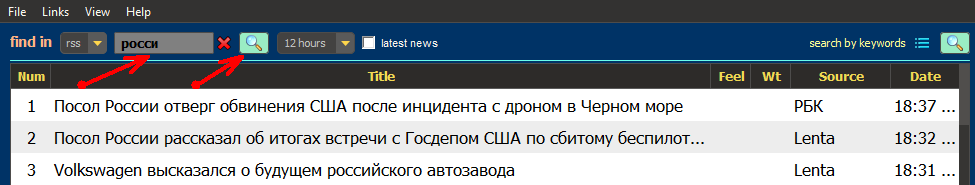 File Links View Help
find in rss росси 12 hours latest news search by keywords
Num Title Feel Wt Source Date
1 Посол России отверг обвинения США после инцидента с дроном в Черном море РБК 18:37 ...
2 Посол России рассказал об итогах встречи с Госдепом США по сбитому беспилот... Lenta 18:32 ...
3 Volkswagen высказался о будущем российского автозавода Lenta 18:31 ...